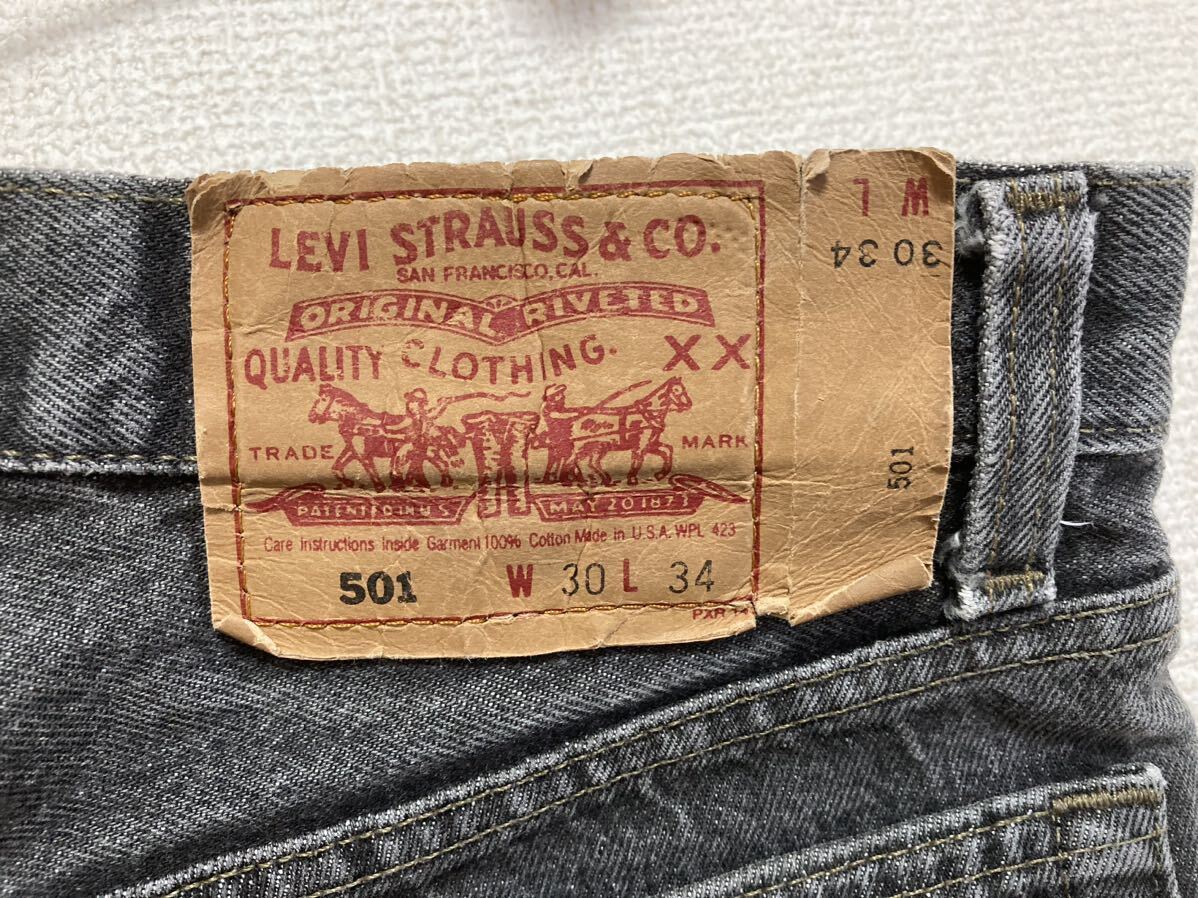 LEVI STRAUSS & CO.
SAN FRANCISCO, CAL.
ORIGINAL RIVETED
QUALITY CLOTHING. XX
TRADE MARK
PATENTED IN U S MAY 20 1873
Care Instructions Inside Garment 100% Cotton Made in U.S.A. WPL 423
501 W 30 L 34
W L
30 34
501